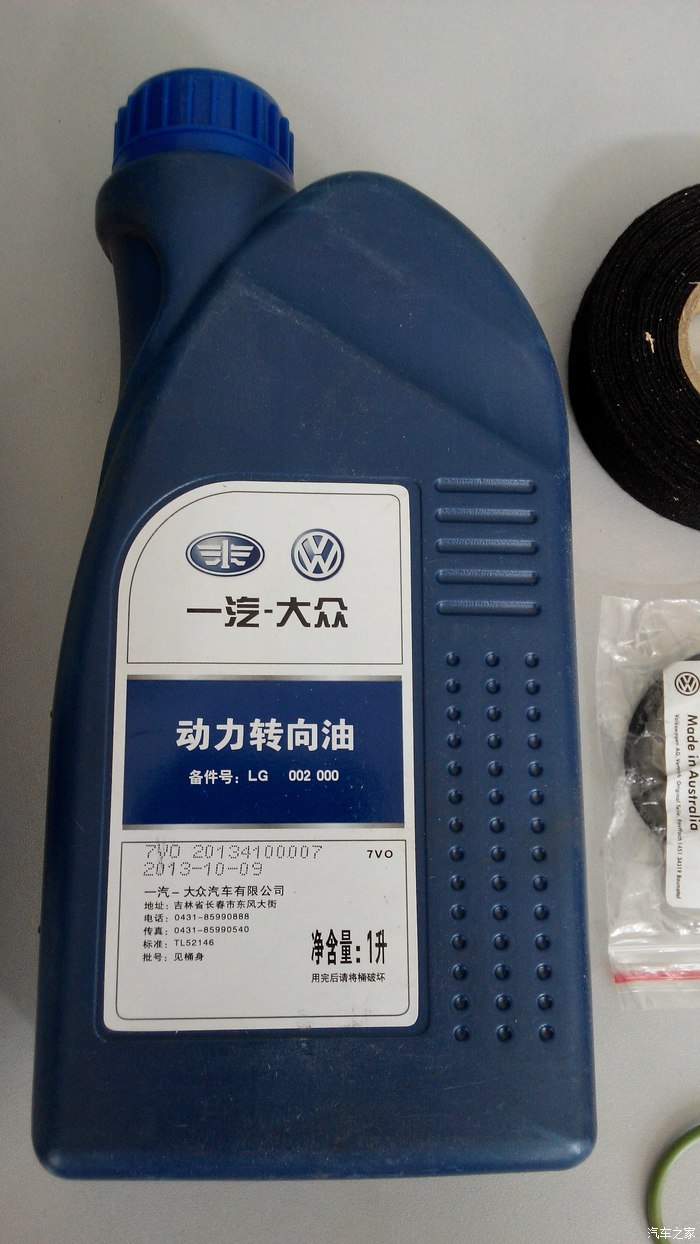 一汽-大众
动力转向油
备件号: LG 002 000
7VO 20134100007
7VO
2013-10-09
一汽-大众汽车有限公司
地址: 吉林省长春市东风大街
电话: 0431-85990888
传真: 0431-85990540
标准: TL52146
批号: 见桶身
净含量: 1升
用完后请将桶破坏
Made in Australia
Volkswagen AG,
汽车之家